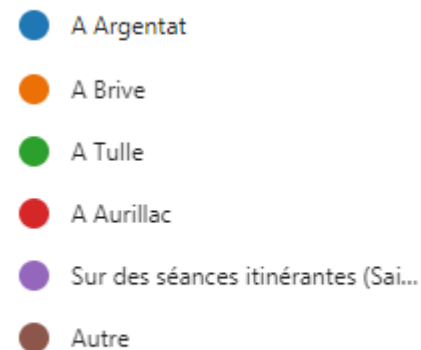 A Argentat
A Brive
A Tulle
A Aurillac
Sur des séances itinérantes (Sai...
Autre